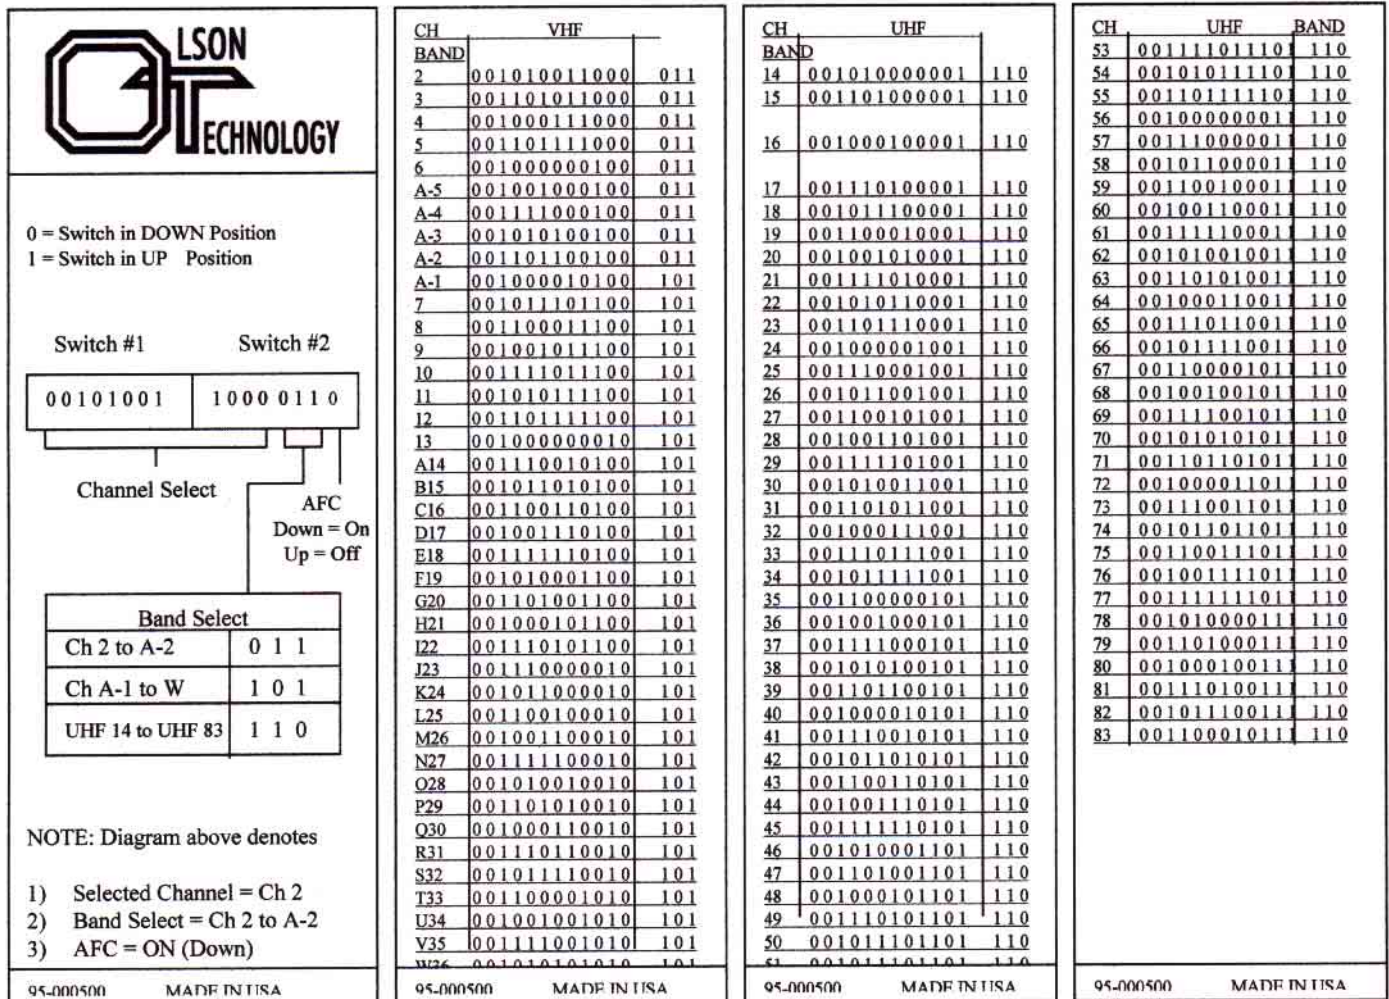 OLSON
TECHNOLOGY
0 = Switch in DOWN Position
1 = Switch in UP Position
Switch #1 Switch #2
00101001 1000 0110
Channel Select
AFC
Down = On
Up = Off
Band Select
Ch 2 to A-2 0 1 1
Ch A-1 to W 1 0 1
UHF 14 to UHF 83 1 1 0
NOTE: Diagram above denotes
1) Selected Channel = Ch 2
2) Band Select = Ch 2 to A-2
3) AFC = ON (Down)
95-000500 MADE IN USA
CH VHF
BAND
2 001010011000 011
3 001101011000 011
4 001000111000 011
5 001101111000 011
6 001000000100 011
A-5 001001000100 011
A-4 001111000100 011
A-3 001010100100 011
A-2 001101100100 011
A-1 001000010100 101
7 001011101100 101
8 001100011100 101
9 001001011100 101
10 001111011100 101
11 001010111100 101
12 001101111100 101
13 001000000010 101
A14 001110010100 101
B15 001011010100 101
C16 001100110100 101
D17 001001110100 101
E18 001111110100 101
F19 001010001100 101
G20 001101001100 101
H21 001000101100 101
I22 001110101100 101
J23 001110000010 101
K24 001011000010 101
L25 001100100010 101
M26 001001100010 101
N27 001111100010 101
O28 001010010010 101
P29 001101010010 101
Q30 001000110010 101
R31 001110110010 101
S32 001011110010 101
T33 001100001010 101
U34 001001001010 101
V35 001111001010 101
W36 001010101010 101
95-000500 MADE IN USA
CH UHF
BAND
14 001010000001 110
15 001101000001 110
16 001000100001 110
17 001110100001 110
18 001011100001 110
19 001100010001 110
20 001001010001 110
21 001111010001 110
22 001010110001 110
23 001101110001 110
24 001000001001 110
25 001110001001 110
26 001011001001 110
27 001100101001 110
28 001001101001 110
29 001111101001 110
30 001010011001 110
31 001101011001 110
32 001000111001 110
33 001110111001 110
34 001011111001 110
35 001100000101 110
36 001001000101 110
37 001111000101 110
38 001010100101 110
39 001101100101 110
40 001000010101 110
41 001110010101 110
42 001011010101 110
43 001100110101 110
44 001001110101 110
45 001111110101 110
46 001010001101 110
47 001101001101 110
48 001000101101 110
49 001110101101 110
50 001011101101 110
51
95-000500 MADE IN USA
CH UHF BAND
53 001111011101 110
54 001010111101 110
55 001101111101 110
56 001000000011 110
57 001110000011 110
58 001011000011 110
59 001100100011 110
60 001001100011 110
61 001111100011 110
62 001010010011 110
63 001101010011 110
64 001000110011 110
65 001110110011 110
66 001011110011 110
67 001100001011 110
68 001001001011 110
69 001111001011 110
70 001010101011 110
71 001101101011 110
72 001000011011 110
73 001110011011 110
74 001011011011 110
75 001100111011 110
76 001001111011 110
77 001111111011 110
78 001010000111 110
79 001101000111 110
80 001000100111 110
81 001110100111 110
82 001011100111 110
83 001100010111 110
95-000500 MADE IN USA